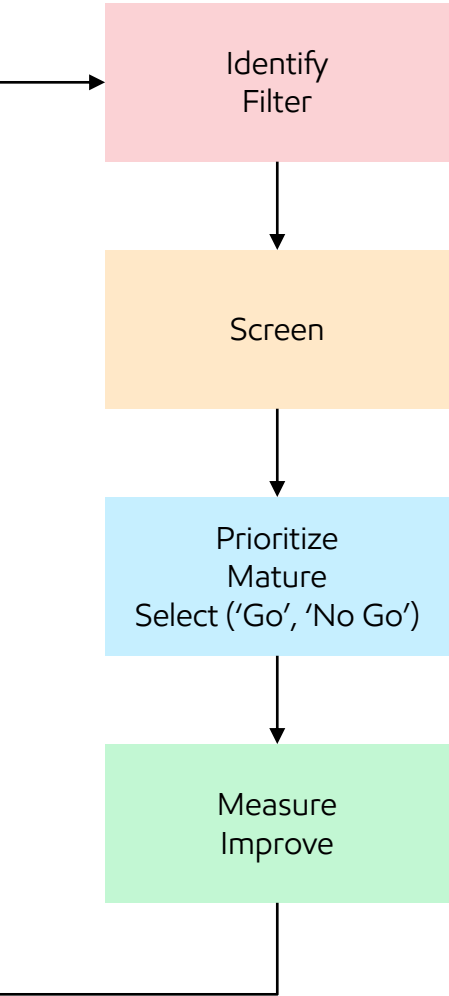 Identify
Filter
Screen
Prioritize
Mature
Select (‘Go’, ‘No Go’)
Measure
Improve